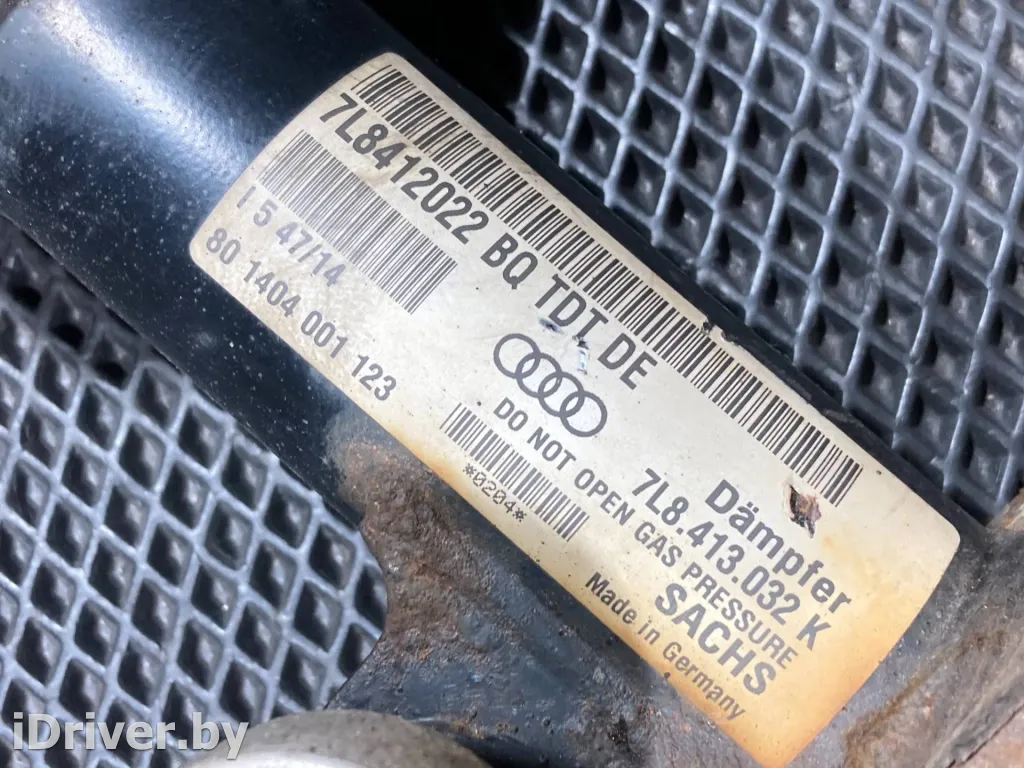 7L8412022 BQ TDT DE
I 5 47/14
80 1404 001 123
Dämpfer
7L8.413.032 K
DO NOT OPEN GAS PRESSURE
*0204*
SACHS
Made in Germany
iDriver.by